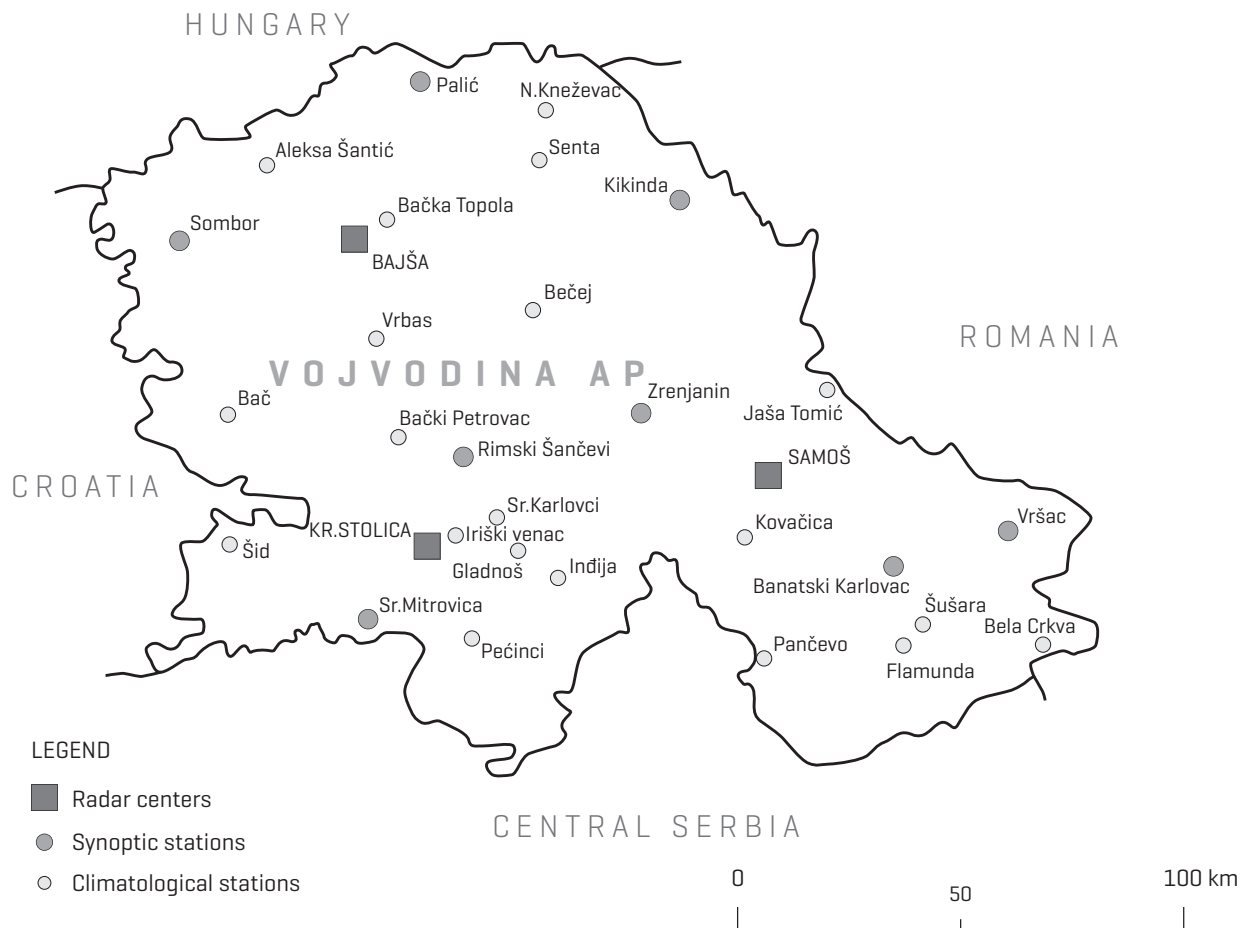 HUNGARY
Palić
N.Kneževac
Aleksa Šantić
Senta
Kikinda
Bačka Topola
Sombor
BAJŠA
Bečej
Vrbas
ROMANIA
VOJVODINA AP
Zrenjanin
Bač
Jaša Tomić
Bački Petrovac
Rimski Šančevi
SAMOŠ
CROATIA
Sr.Karlovci
Vršac
KR.STOLICA
Iriški venac
Kovačica
Šid
Gladnoš
Inđija
Banatski Karlovac
Sr.Mitrovica
Šušara
Bela Crkva
Pećinci
Pančevo
Flamunda
LEGEND
Radar centers
Synoptic stations
Climatological stations
CENTRAL SERBIA
0
50
100 km